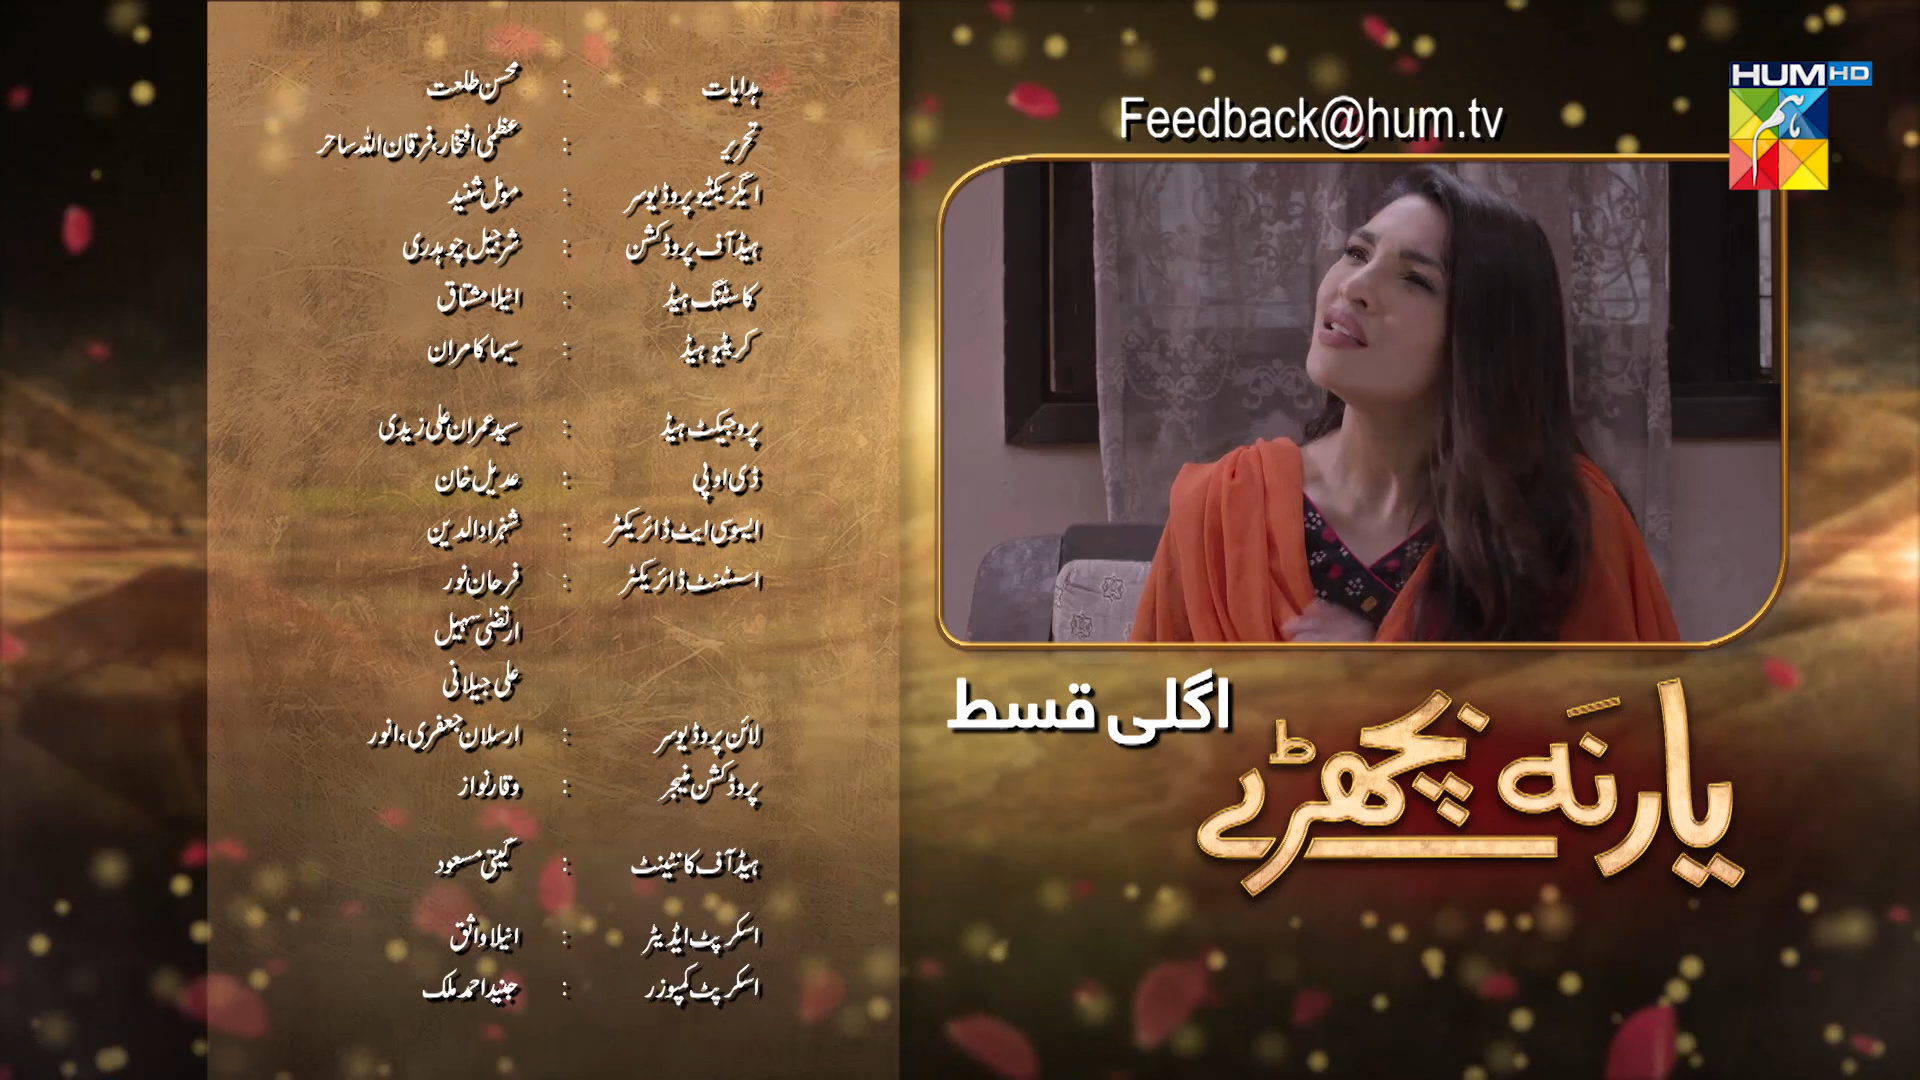 ہدایات : محسن طلعت
تحریر : عظمیٰ افتخار، فرقان اللہ ساحر
ایگزیکٹیو پروڈیوسر : مومل شنید
ہیڈ آف پروڈکشن : شرجیل چوہدری
کاسٹنگ ہیڈ : انیلا مشتاق
کریٹیو ہیڈ : سیما کامران
پروجیکٹ ہیڈ : سید عمران علی زیدی
ڈی او پی : عدیل خان
ایسوسی ایٹ ڈائریکٹر : شہزاد الدین
اسسٹنٹ ڈائریکٹر : فرحان نور
ارتضیٰ سہیل
علی جیلانی
لائن پروڈیوسر : ارسلان جعفری، انور
پروڈکشن منیجر : وقار نواز
ہیڈ آف کانٹینٹ : گیتی مسعود
اسکرپٹ ایڈیٹر : انیلا واثق
اسکرپٹ کمپوزر : جنید احمد ملک
Feedback@hum.tv
HUM HD
ہم
اگلی قسط
یار نَہ بچھڑے